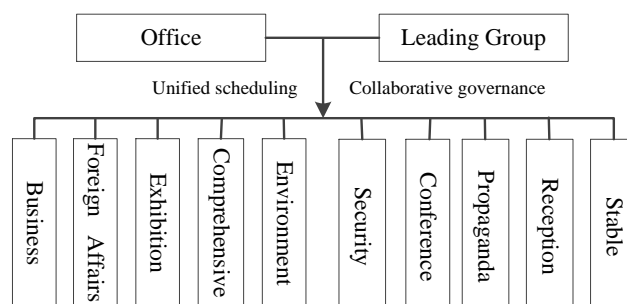 Office
Leading Group
Unified scheduling
Collaborative governance
Business
Foreign Affairs
Exhibition
Comprehensive
Environment
Security
Conference
Propaganda
Reception
Stable